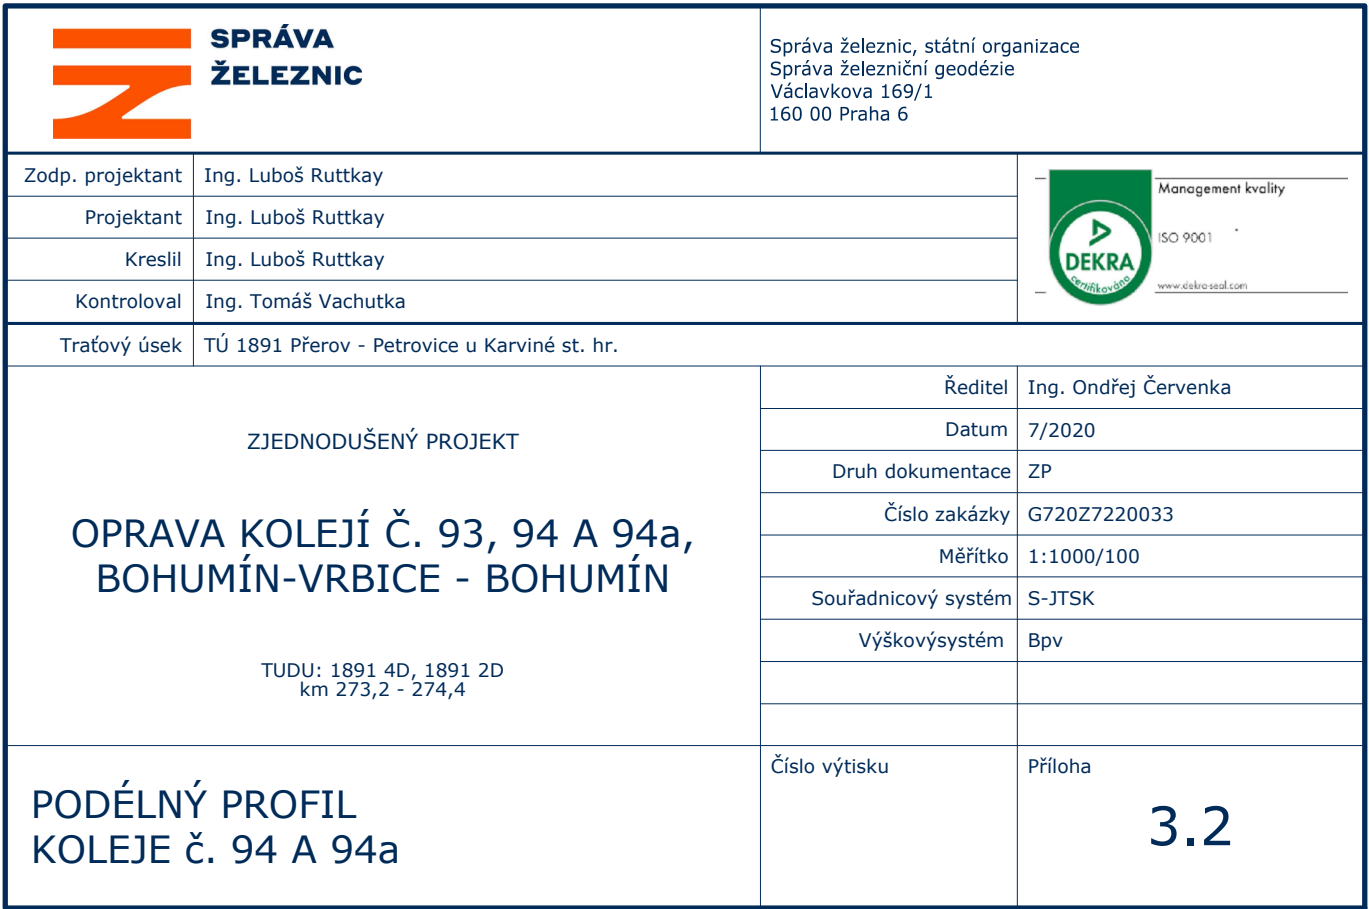 SPRÁVA
ŽELEZNIC
Správa železnic, státní organizace
Správa železniční geodézie
Václavkova 169/1
160 00 Praha 6
Zodp. projektant Ing. Luboš Ruttkay
Projektant Ing. Luboš Ruttkay
Kreslil Ing. Luboš Ruttkay
Kontroloval Ing. Tomáš Vachutka
Management kvality
ISO 9001
DEKRA
certifikováno
www.dekra-seal.com
Traťový úsek TÚ 1891 Přerov - Petrovice u Karviné st. hr.
ZJEDNODUŠENÝ PROJEKT
OPRAVA KOLEJÍ Č. 93, 94 A 94a,
BOHUMÍN-VRBICE - BOHUMÍN
TUDU: 1891 4D, 1891 2D
km 273,2 - 274,4
Ředitel Ing. Ondřej Červenka
Datum 7/2020
Druh dokumentace ZP
Číslo zakázky G720Z7220033
Měřítko 1:1000/100
Souřadnicový systém S-JTSK
Výškovýsystém Bpv
PODÉLNÝ PROFIL
KOLEJE č. 94 A 94a
Číslo výtisku
Příloha
3.2